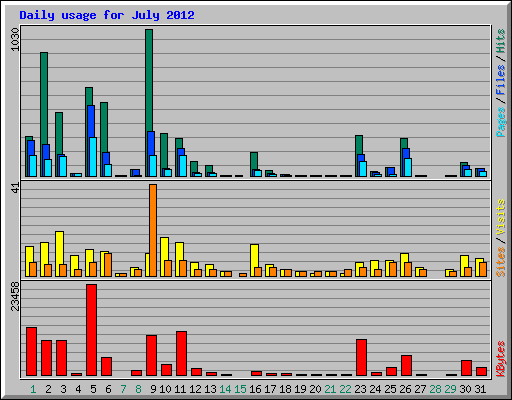 Daily usage for July 2012
1030
Pages / Files / Hits
41
Sites / Visits
23458
KBytes
1 2 3 4 5 6 7 8 9 10 11 12 13 14 15 16 17 18 19 20 21 22 23 24 25 26 27 28 29 30 31